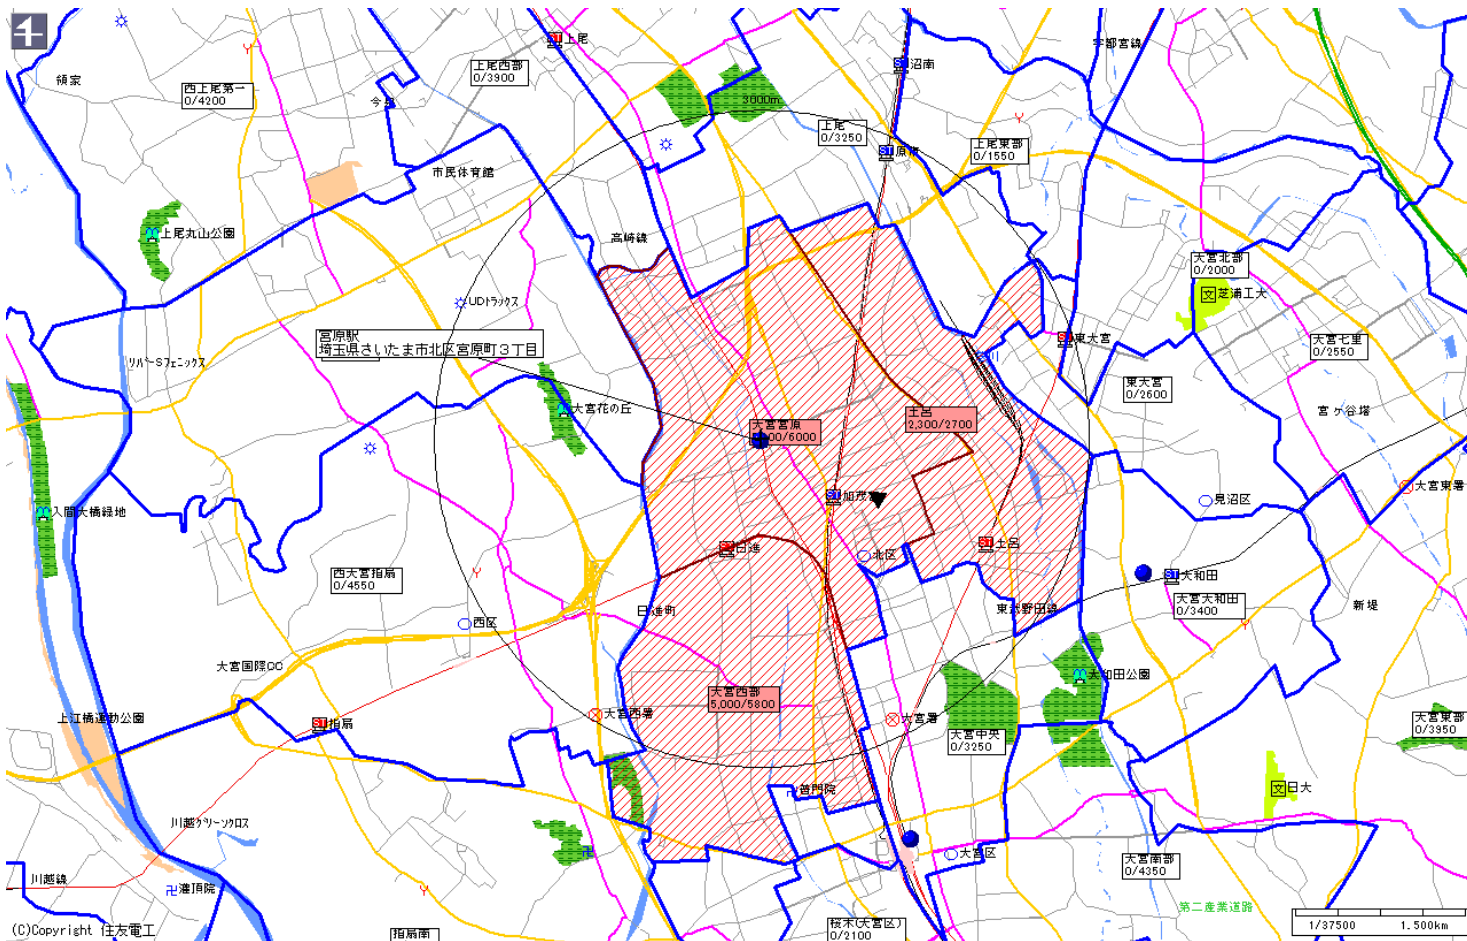 上尾
沼南
宇都宮線
領家
西上尾第一
0/4200
上尾西部
0/3900
3000m
上尾
0/3250
原市
上尾東部
0/1550
市民体育館
上尾丸山公園
高崎線
大宮北部
0/2000
芝浦工大
UDトラックス
宮原駅
埼玉県さいたま市北区宮原町3丁目
リバーSフェニックス
東大宮
大宮七里
0/2550
東大宮
0/2600
大宮花の丘
宮ヶ谷塔
大宮宮原
00/6000
土呂
2,300/2700
大宮東署
見沼区
入間大橋緑地
加茂宮
日進
北区
土呂
西大宮指扇
0/4550
大和田
大宮大和田
0/3400
新堤
日進町
西区
東武野田線
大宮国際CC
大和田公園
大宮西部
5,000/5800
上江橋運動公園
指扇
大宮西署
大宮署
大宮中央
0/3250
大宮東部
0/3950
普門院
日大
川越グリーンクロス
大宮区
大宮南部
0/4350
川越線
灌頂院
第二産業道路
(C)Copyright 住友電工
指扇南
桜木(大宮区)
0/2100
1/37500 1.500km